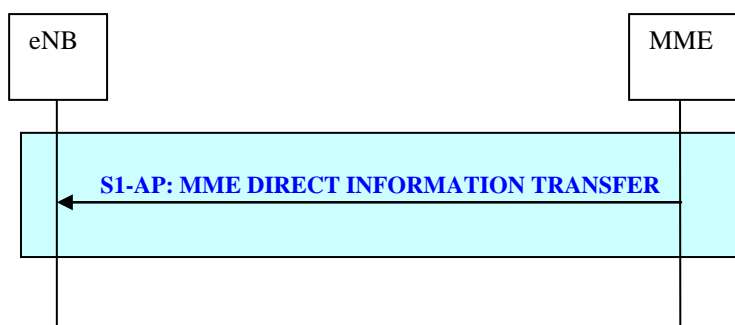 eNB
MME
S1-AP: MME DIRECT INFORMATION TRANSFER